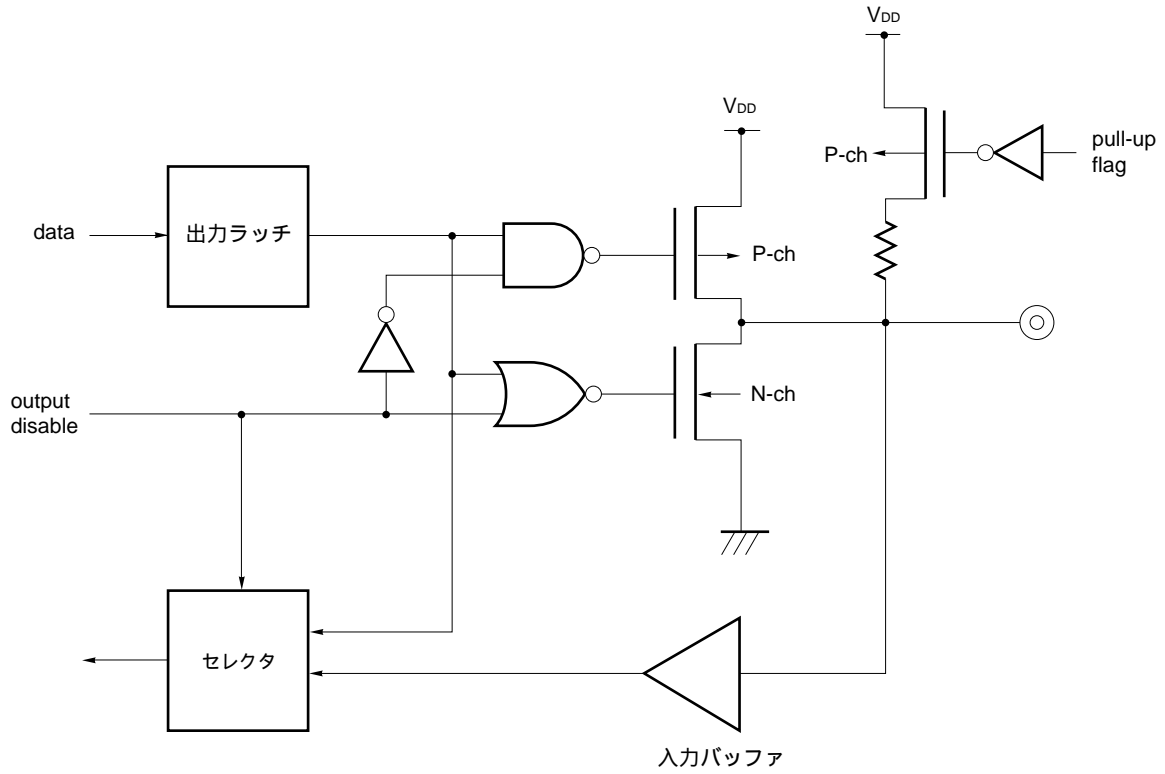 VDD
VDD
P-ch
pull-up
flag
data
出力ラッチ
P-ch
output
disable
N-ch
セレクタ
入力バッファ